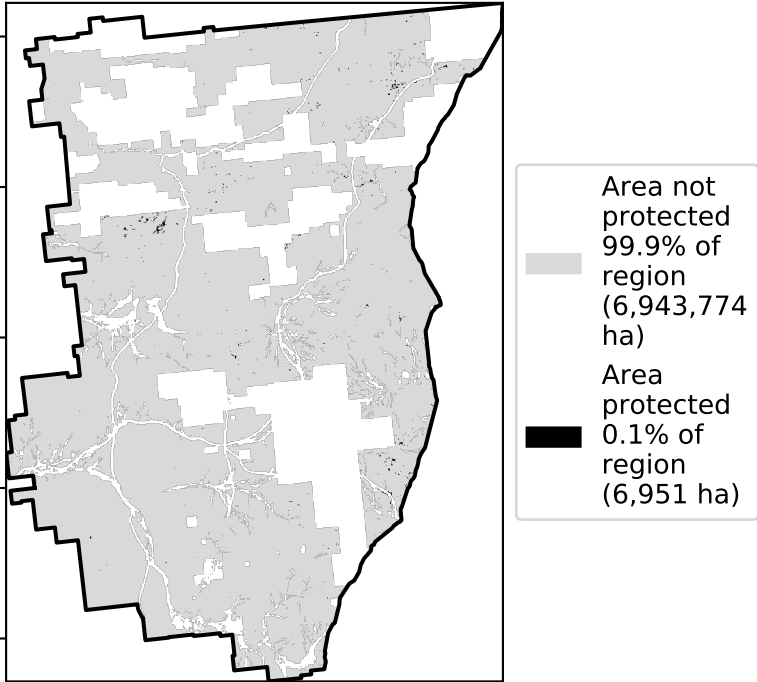 Area not
protected
99.9% of
region
(6,943,774
ha)
Area
protected
0.1% of
region
(6,951 ha)